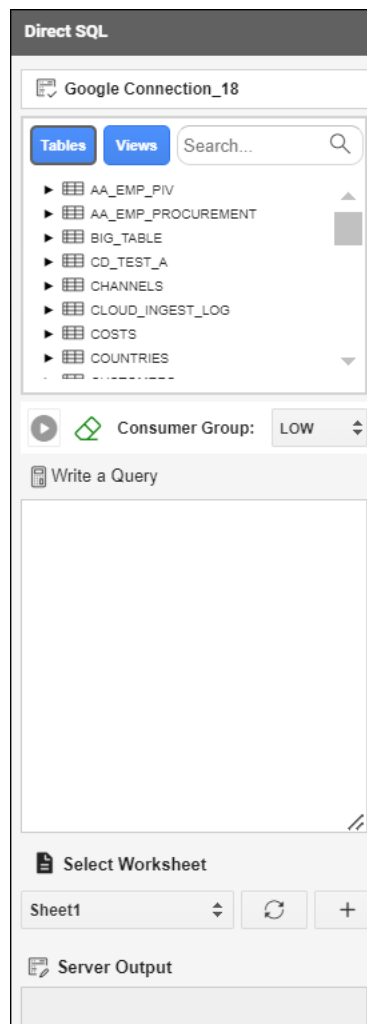 Direct SQL
Google Connection_18
Tables Views Search...
AA_EMP_PIV
AA_EMP_PROCUREMENT
BIG_TABLE
CD_TEST_A
CHANNELS
CLOUD_INGEST_LOG
COSTS
COUNTRIES
Consumer Group: LOW
Write a Query
Select Worksheet
Sheet1
Server Output